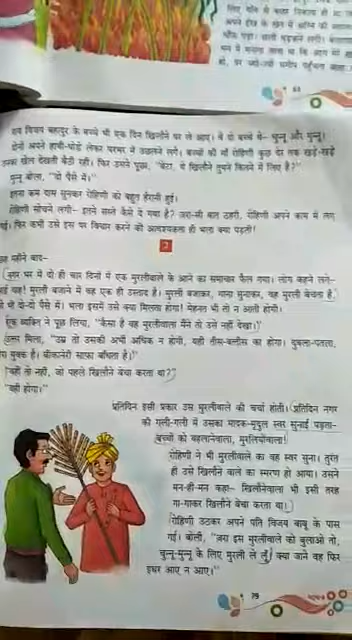 राय विजय बहादुर के बच्चे भी एक दिन खिलौने घर ले आए। वे दो बच्चे थे– चुन्नू और मुन्नू।
दोनों अपने हाथी-घोड़े लेकर घरभर में उछलने लगे। बच्चों की माँ रोहिणी कुछ देर तक खड़े-खड़े
उनका खेल देखती रही। फिर उसने पूछा, "बेटा, ये खिलौने तुमने कितने में लिए हैं?"
मुन्नू बोला, "दो पैसे में।"
इतना कम दाम सुनकर रोहिणी को बहुत हैरानी हुई।
रोहिणी सोचने लगी– इतने सस्ते कैसे दे गया है? जरा-सी बात ठहरी, रोहिणी अपने काम में लग
गई। फिर कभी उसे इस पर विचार करने की आवश्यकता ही भला क्या पड़ती!
2
छह महीने बाद–
नगर भर में दो ही चार दिनों में एक मुरलीवाले के आने का समाचार फैल गया। लोग कहने लगे–
भाई वाह! मुरली बजाने में वह एक ही उस्ताद है। मुरली बजाकर, गाना सुनाकर, वह मुरली बेचता है,
सो भी दो-दो पैसे में। भला इसमें उसे क्या मिलता होगा! मेहनत भी तो न आती होगी।
एक व्यक्ति ने पूछ लिया, "कैसा है वह मुरलीवाला मैंने तो उसे नहीं देखा।"
उत्तर मिला, "उम्र तो उसकी अभी अधिक न होगी, यही तीस-बत्तीस का होगा। दुबला-पतला,
गोरा युवक है। बीकानेरी साफा बाँधता है।"
"वही तो नहीं, जो पहले खिलौने बेचा करता था?"
"वही होगा।"
प्रतिदिन इसी प्रकार उस मुरलीवाले की चर्चा होती। प्रतिदिन नगर
की गली-गली में उसका मादक-मृदुल स्वर सुनाई पड़ता–
बच्चों को बहलानेवाला, मुरलियोंवाला!
रोहिणी ने भी मुरलीवाले का वह स्वर सुना। तुरंत
ही उसे खिलौने वाले का स्मरण हो आया। उसने
मन-ही-मन कहा– खिलौनेवाला भी इसी तरह
गा-गाकर खिलौने बेचा करता था।
रोहिणी उठकर अपने पति विजय बाबू के पास
गई। बोली, "जरा इस मुरलीवाले को बुलाओ तो,
चुन्नू-मुन्नू के लिए मुरली ले लूँ। क्या जाने वह फिर
इधर आए न आए।"
79